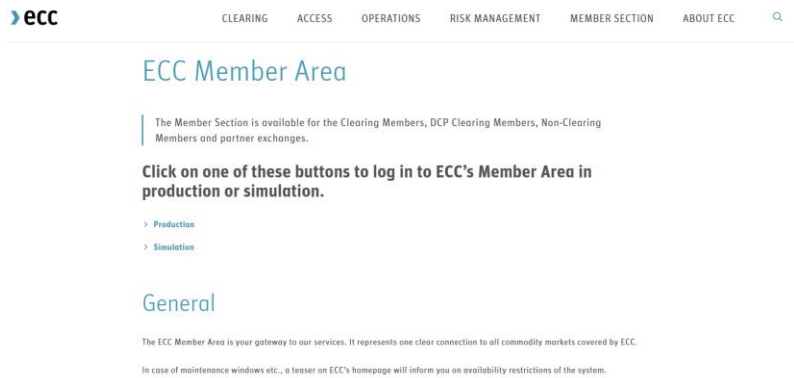 ecc
CLEARING ACCESS OPERATIONS RISK MANAGEMENT MEMBER SECTION ABOUT ECC
ECC Member Area
The Member Section is available for the Clearing Members, DCP Clearing Members, Non-Clearing
Members and partner exchanges.
Click on one of these buttons to log in to ECC's Member Area in
production or simulation.
> Production
> Simulation
General
The ECC Member Area is your gateway to our services. It represents one clear connection to all commodity markets covered by ECC.
In case of maintenance windows etc., a teaser on ECC's homepage will inform you on availability restrictions of the system.